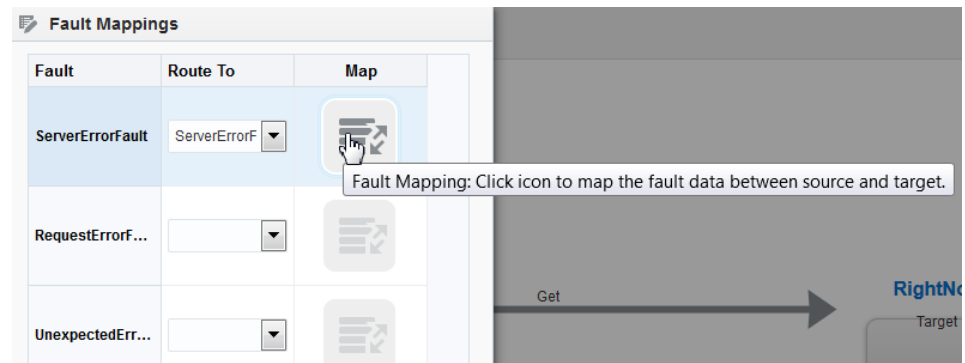 Fault Mappings
Fault Route To Map
ServerErrorFault ServerErrorF
Fault Mapping: Click icon to map the fault data between source and target.
RequestErrorF...
Get
RightNo
Target
UnexpectedErr...